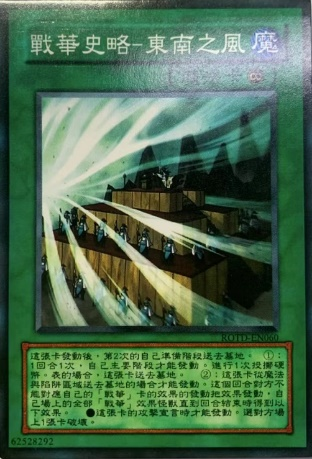 戰華史略-東南之風 魔
ROTD-EN060
這張卡發動後,第2次的自己準備階段送去墓地。 ①:
1回合1次,自己主要階段才能發動。進行1次投擲硬
幣。表的場合,這張卡送去墓地。 ②:這張卡從魔法
與陷阱區域送去墓地的場合才能發動。這個回合對方不
能對應自己的「戰華」卡的發動把效果發動,自
己場上的全部「戰華」效果怪獸直到回合結束時得到以
下效果。 ●這張卡的攻擊宣言時才能發動。選對方場
上1張卡破壞。
62528292